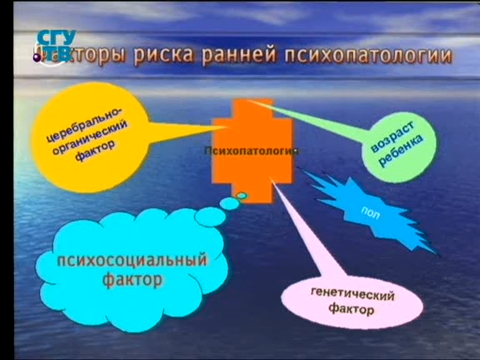 СГУ
ТВ
Факторы риска ранней психопатологии
церебрально-
органический
фактор
Психопатология
возраст
ребенка
пол
психосоциальный
фактор
генетический
фактор